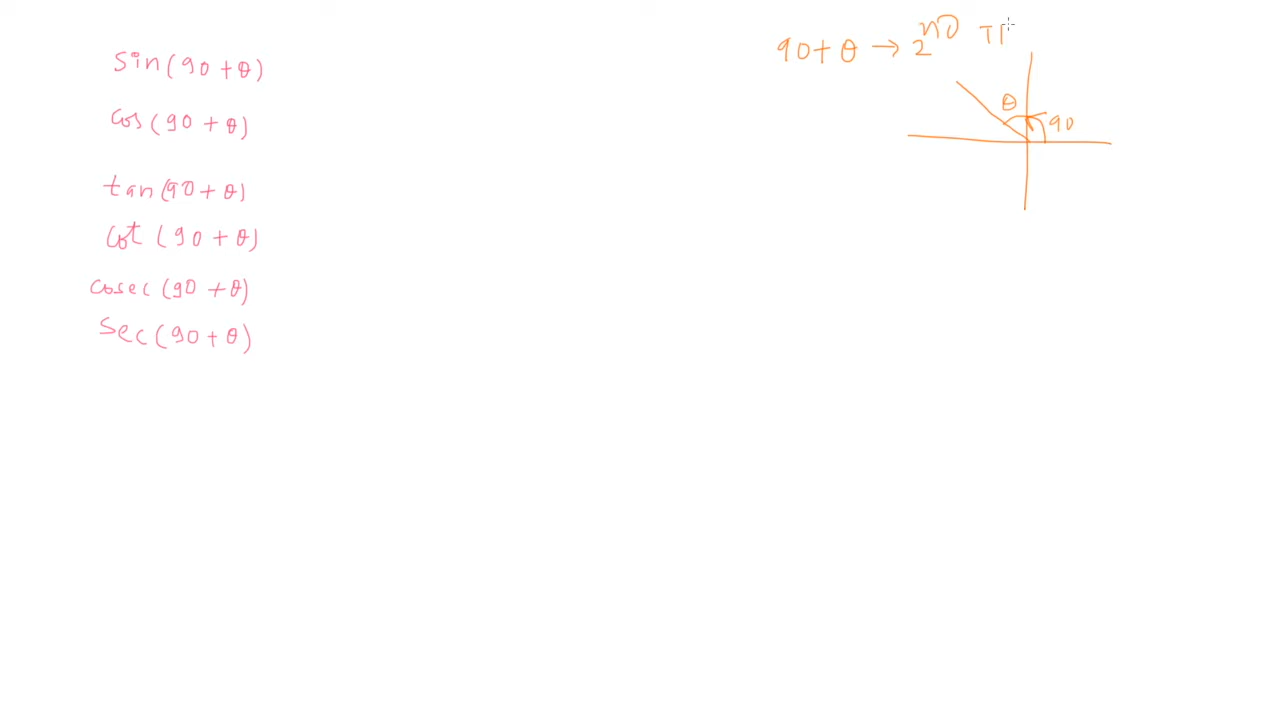 sin(90 + θ)
cos(90 + θ)
tan(90 + θ)
cot (90 + θ)
cosec (90 + θ)
sec (90 + θ)
90 + θ → 2nd
θ
90